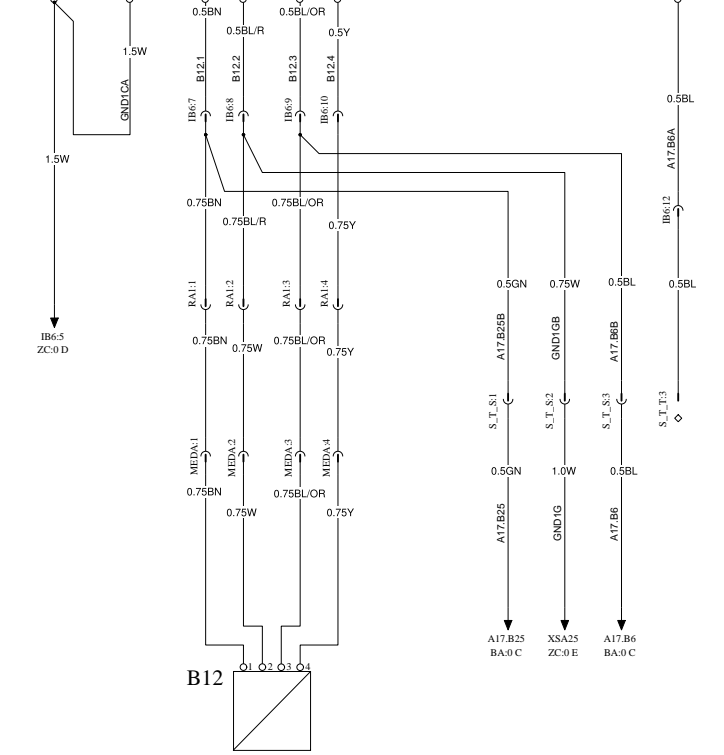 0.5BN
0.5BL/OR
0.5BL/R
0.5Y
1.5W
B12.1
B12.2
B12.3
B12.4
GND1CA
0.5BL
IB6:7
IB6:8
IB6:9
IB6:10
A17.B6A
1.5W
0.75BN
0.75BL/OR
IB6:12
0.75BL/R
0.75Y
RA1:1
RA1:2
RA1:3
RA1:4
0.5GN
0.75W
0.5BL
0.5BL
IB6:5
ZC:0 D
0.75BN
0.75W
0.75BL/OR
0.75Y
A17.B25B
GND1GB
A17.B6B
S_T_S:1
S_T_S:2
S_T_S:3
S_T_T:3
MEDA:1
MEDA:2
MEDA:3
MEDA:4
0.5GN
1.0W
0.5BL
0.75BN
0.75BL/OR
0.75W
0.75Y
A17.B25
GND1G
A17.B6
A17.B25
BA:0 C
XSA25
ZC:0 E
A17.B6
BA:0 C
B12
1 2 3 4